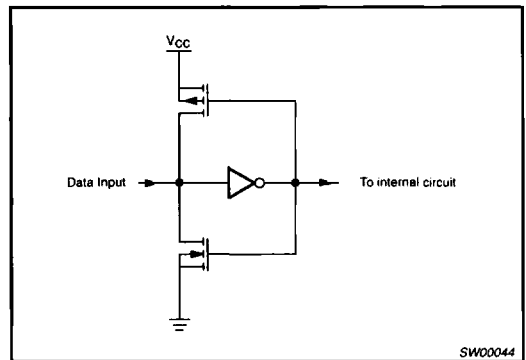 VCC
Data Input
To internal circuit
SW00044